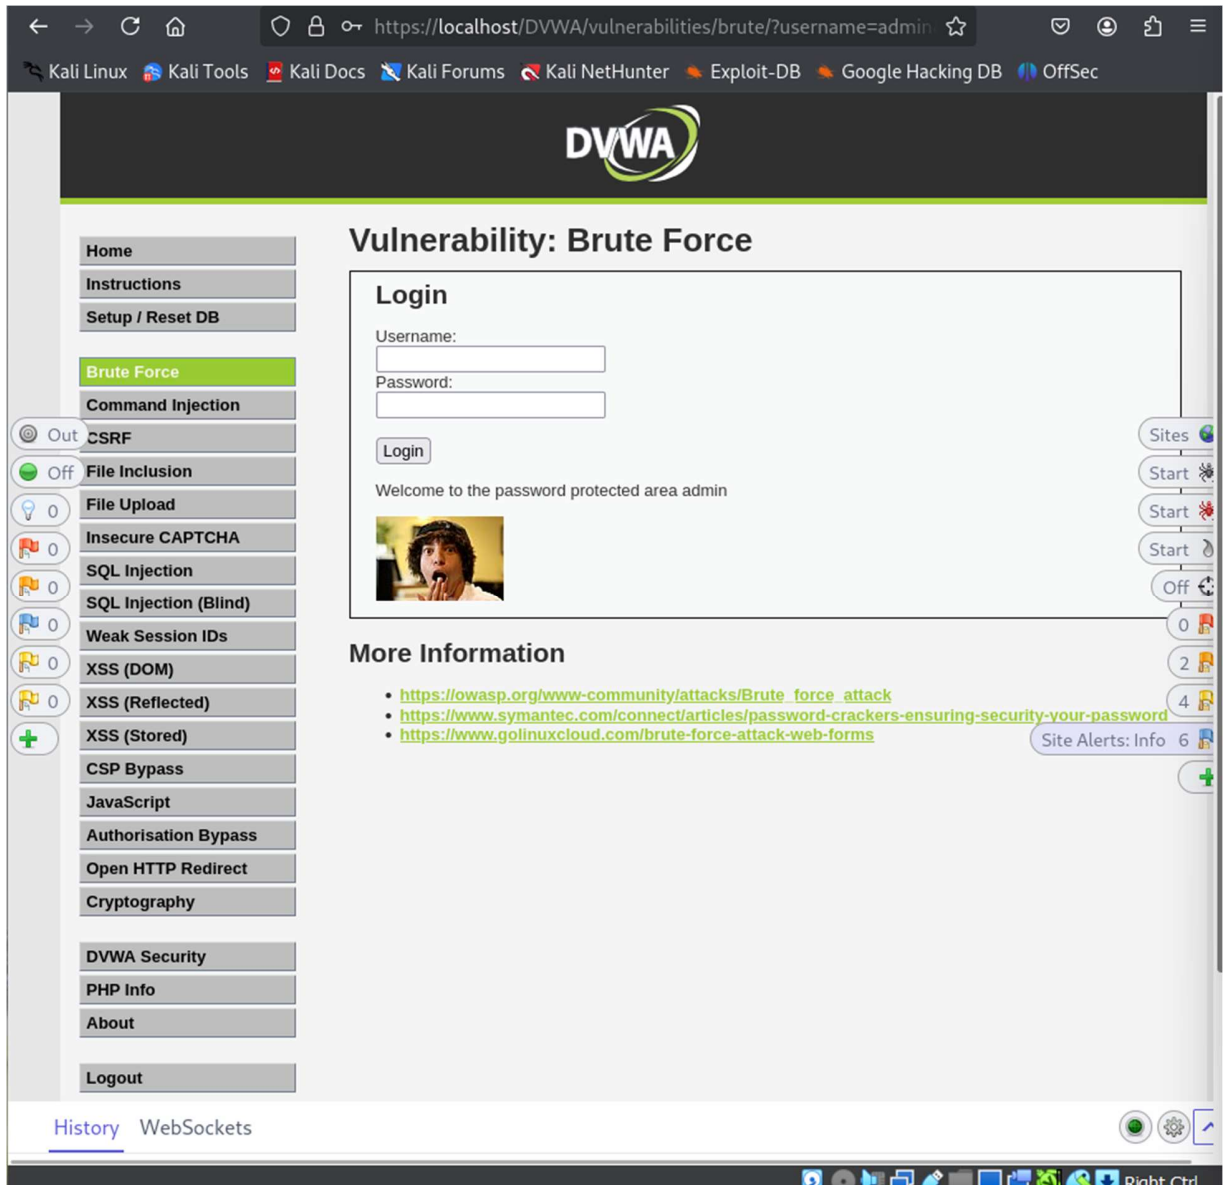 https://localhost/DVWA/vulnerabilities/brute/?username=admin
Kali Linux Kali Tools Kali Docs Kali Forums Kali NetHunter Exploit-DB Google Hacking DB OffSec
DVWA
Vulnerability: Brute Force
Home
Instructions
Setup / Reset DB
Brute Force
Command Injection
CSRF
File Inclusion
File Upload
Insecure CAPTCHA
SQL Injection
SQL Injection (Blind)
Weak Session IDs
XSS (DOM)
XSS (Reflected)
XSS (Stored)
CSP Bypass
JavaScript
Authorisation Bypass
Open HTTP Redirect
Cryptography
DVWA Security
PHP Info
About
Logout
Login
Username:
Password:
Login
Welcome to the password protected area admin
More Information
https://owasp.org/www-community/attacks/Brute_force_attack
https://www.symantec.com/connect/articles/password-crackers-ensuring-security-your-password
https://www.golinuxcloud.com/brute-force-attack-web-forms
Out
Off
0
0
0
0
0
0
Sites
Start
Start
Start
Off
0
2
4
Site Alerts: Info 6
History WebSockets
Right Ctrl